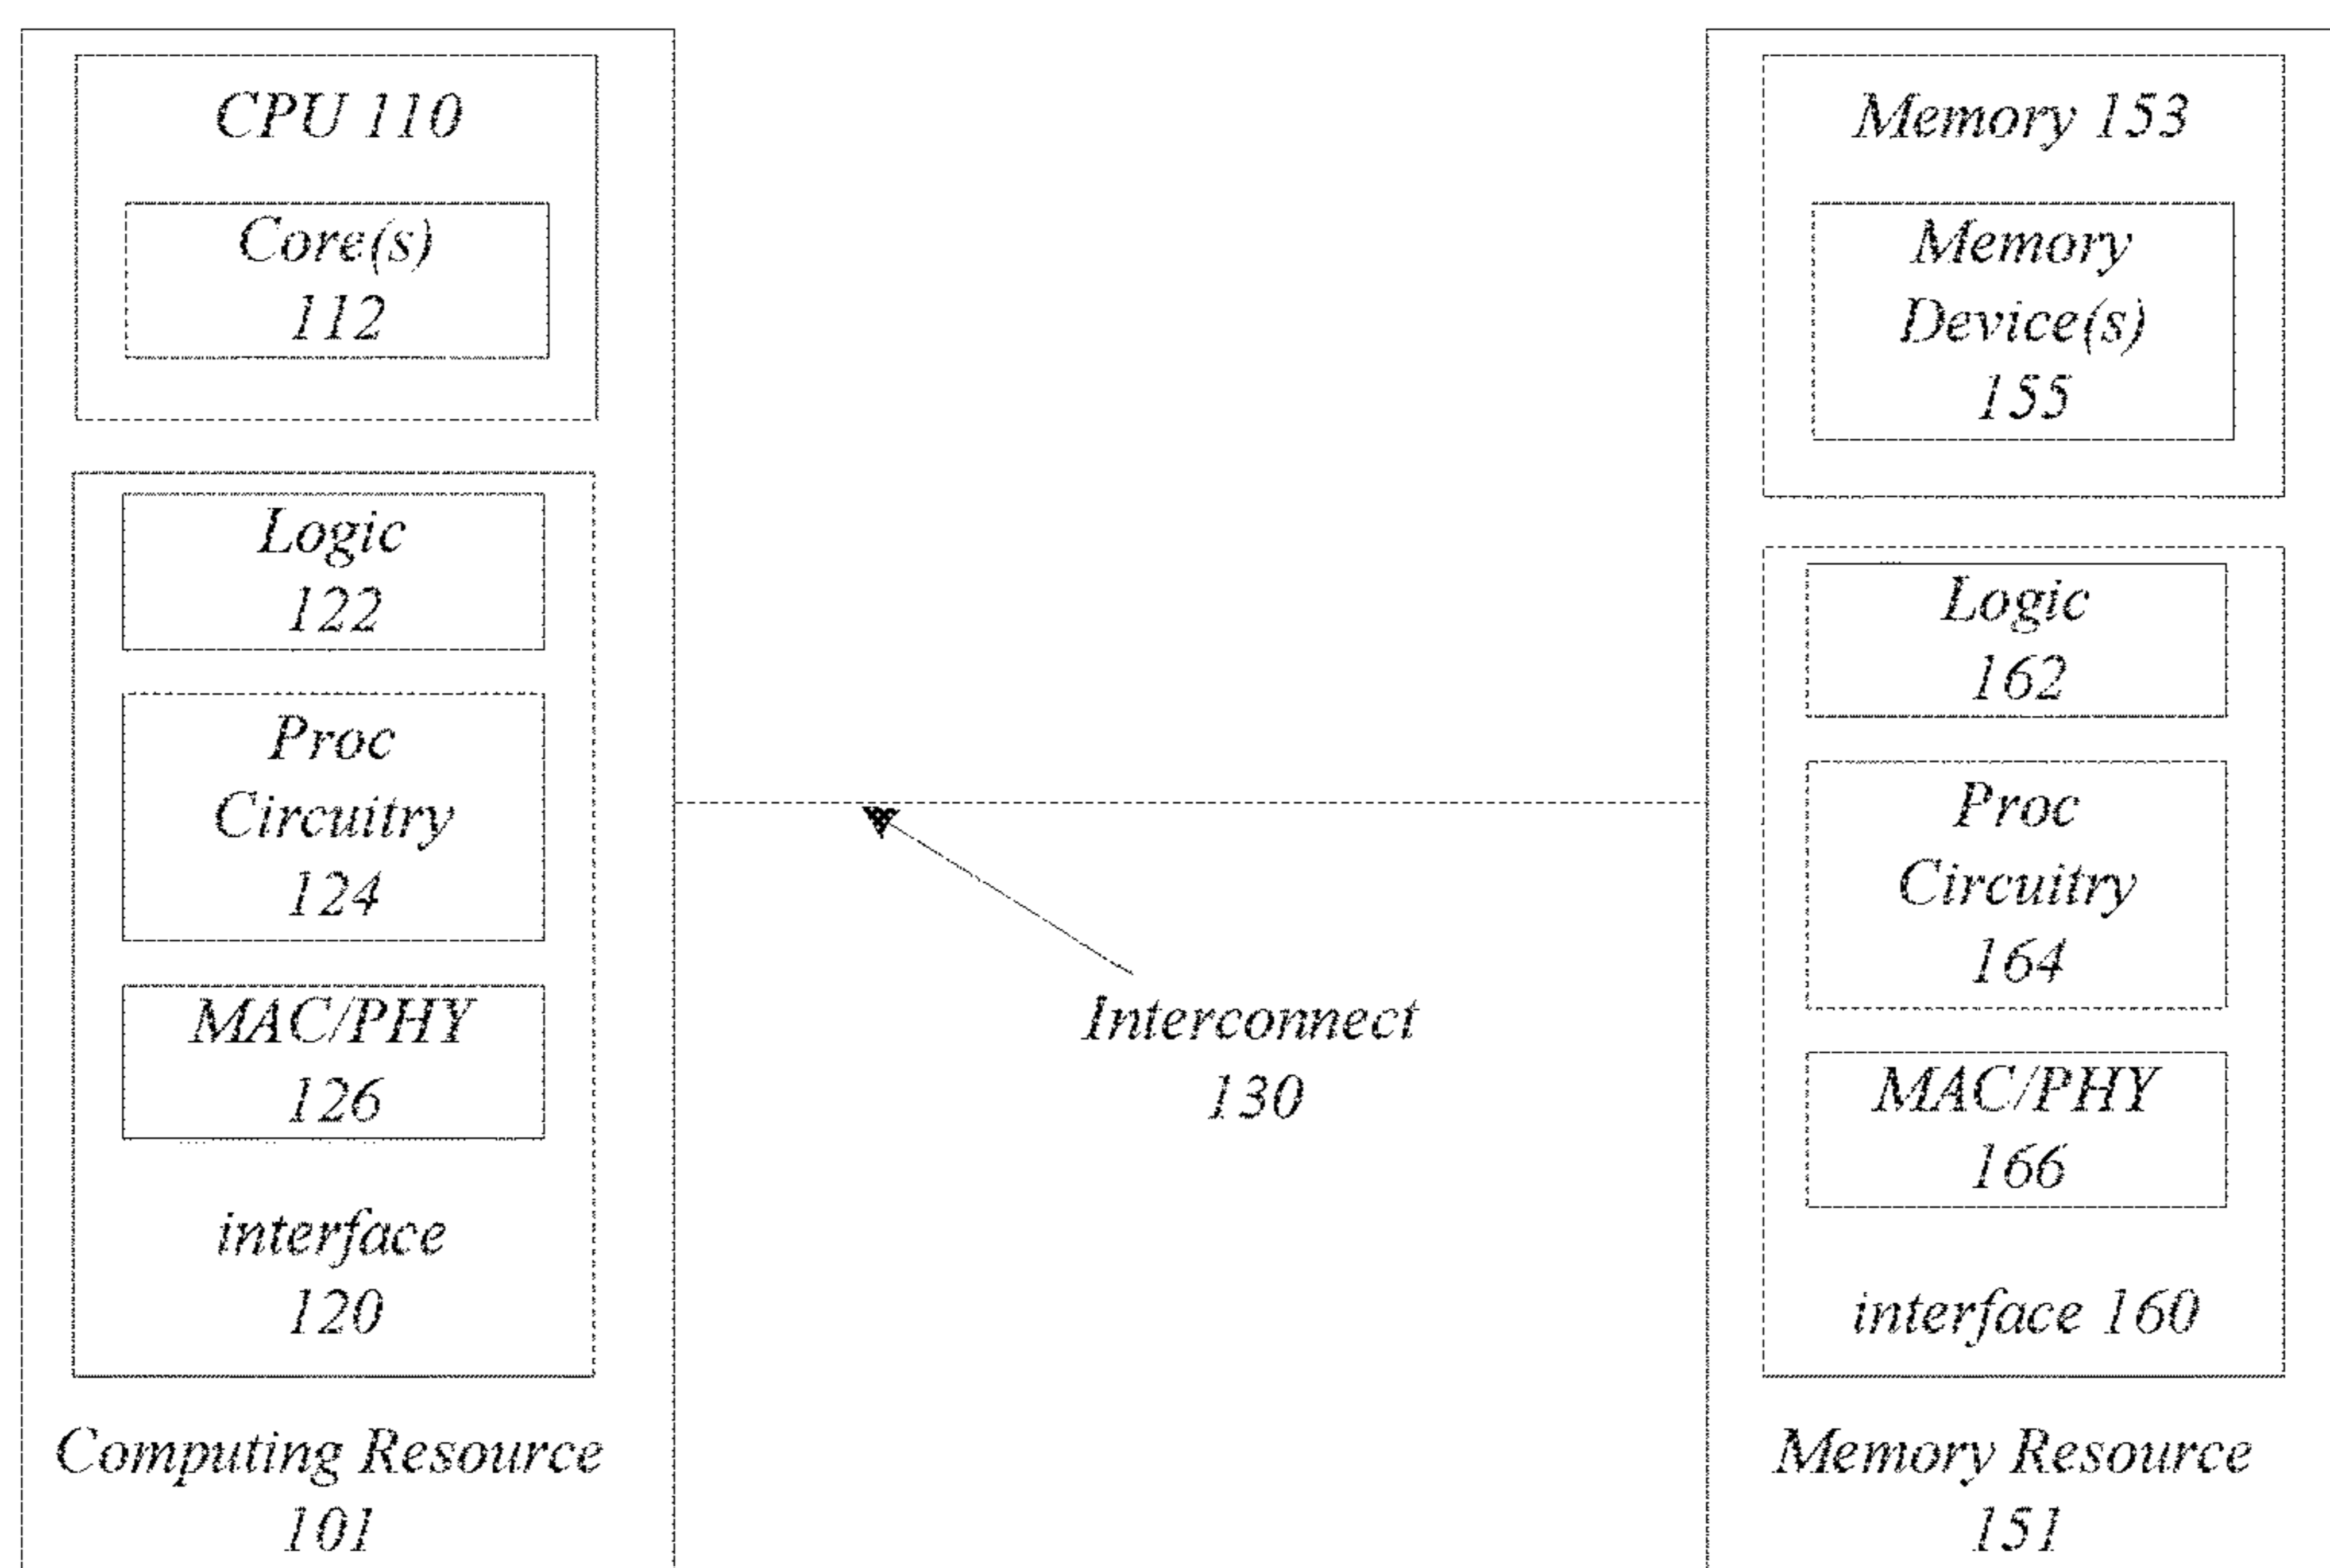 CPU 110
Core(s)
112
Logic
122
Proc
Circuitry
124
MAC/PHY
126
interface
120
Computing Resource
101
Interconnect
130
Memory 153
Memory
Device(s)
155
Logic
162
Proc
Circuitry
164
MAC/PHY
166
interface 160
Memory Resource
151